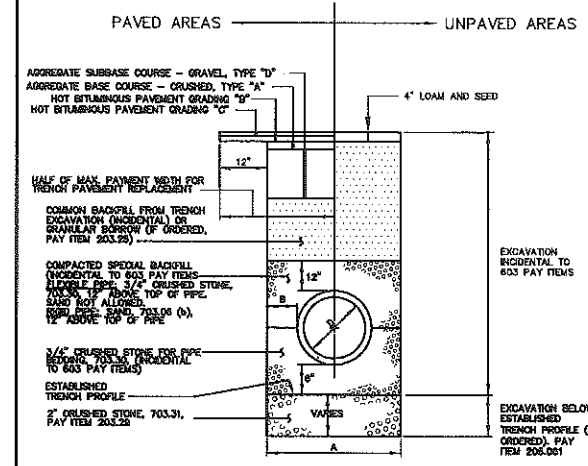 PAVED AREAS
UNPAVED AREAS
AGGREGATE SUBBASE COURSE - GRAVEL, TYPE "D"
AGGREGATE BASE COURSE - CRUSHED, TYPE "A"
HOT BITUMINOUS PAVEMENT GRADING "B"
HOT BITUMINOUS PAVEMENT GRADING "C"
4" LOAM AND SEED
12"
HALF OF MAX. PAYMENT WIDTH FOR
TRENCH PAVEMENT REPLACEMENT
COMMON BACKFILL FROM TRENCH
EXCAVATION (INCIDENTAL) OR
GRANULAR BORROW (IF ORDERED,
PAY ITEM 203.25)
EXCAVATION
INCIDENTAL TO
603 PAY ITEMS
COMPACTED SPECIAL BACKFILL
(INCIDENTAL TO 603 PAY ITEMS
FLEXIBLE PIPE: 3/4" CRUSHED STONE,
703.30, 12" ABOVE TOP OF PIPE.
SAND NOT ALLOWED.
RIGID PIPE: SAND, 703.06 (b),
12" ABOVE TOP OF PIPE
12"
B
D
3/4" CRUSHED STONE FOR PIPE
BEDDING, 703.30, (INCIDENTAL
TO 603 PAY ITEMS)
6"
ESTABLISHED
TRENCH PROFILE
2" CRUSHED STONE, 703.31,
PAY ITEM 203.29
VARIES
A
EXCAVATION BELOW
ESTABLISHED
TRENCH PROFILE (
ORDERED). PAY
ITEM 206.061